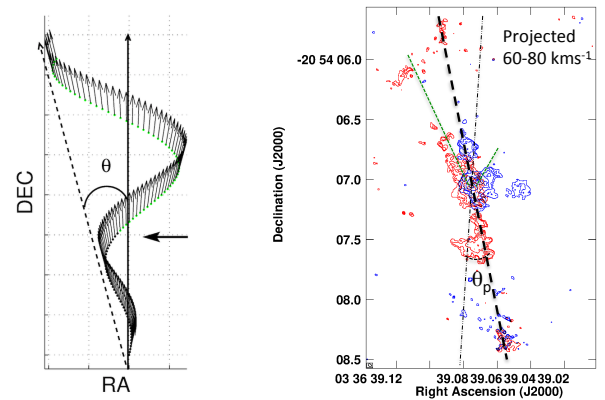 DEC
θ
RA
Projected
60-80 kms-1
Declination (J2000)
-20 54 06.0
06.5
07.0
07.5
08.0
08.5
θp
03 36 39.12
39.08 39.06 39.04 39.02
Right Ascension (J2000)